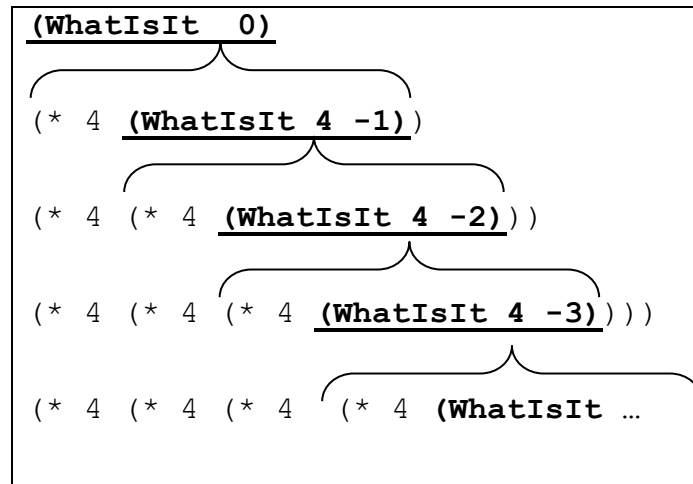 (WhatIsIt  0)
(* 4 (WhatIsIt 4 -1))
(* 4 (* 4 (WhatIsIt 4 -2)))
(* 4 (* 4 (* 4 (WhatIsIt 4 -3))))
(* 4 (* 4 (* 4 (* 4 (WhatIsIt …